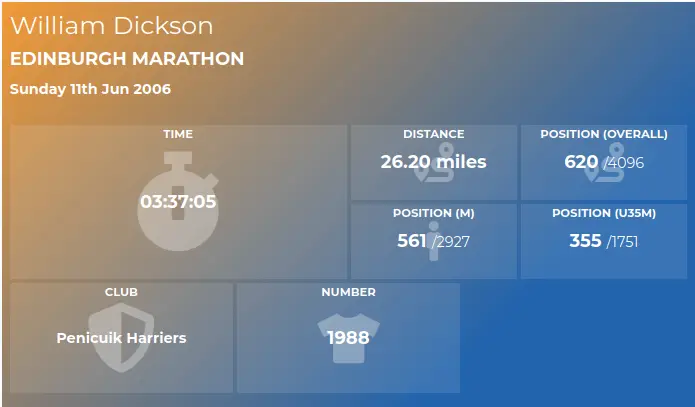 William Dickson
EDINBURGH MARATHON
Sunday 11th Jun 2006
TIME
03:37:05
DISTANCE
26.20 miles
POSITION (OVERALL)
620 /4096
POSITION (M)
561 /2927
POSITION (U35M)
355 /1751
CLUB
Penicuik Harriers
NUMBER
1988